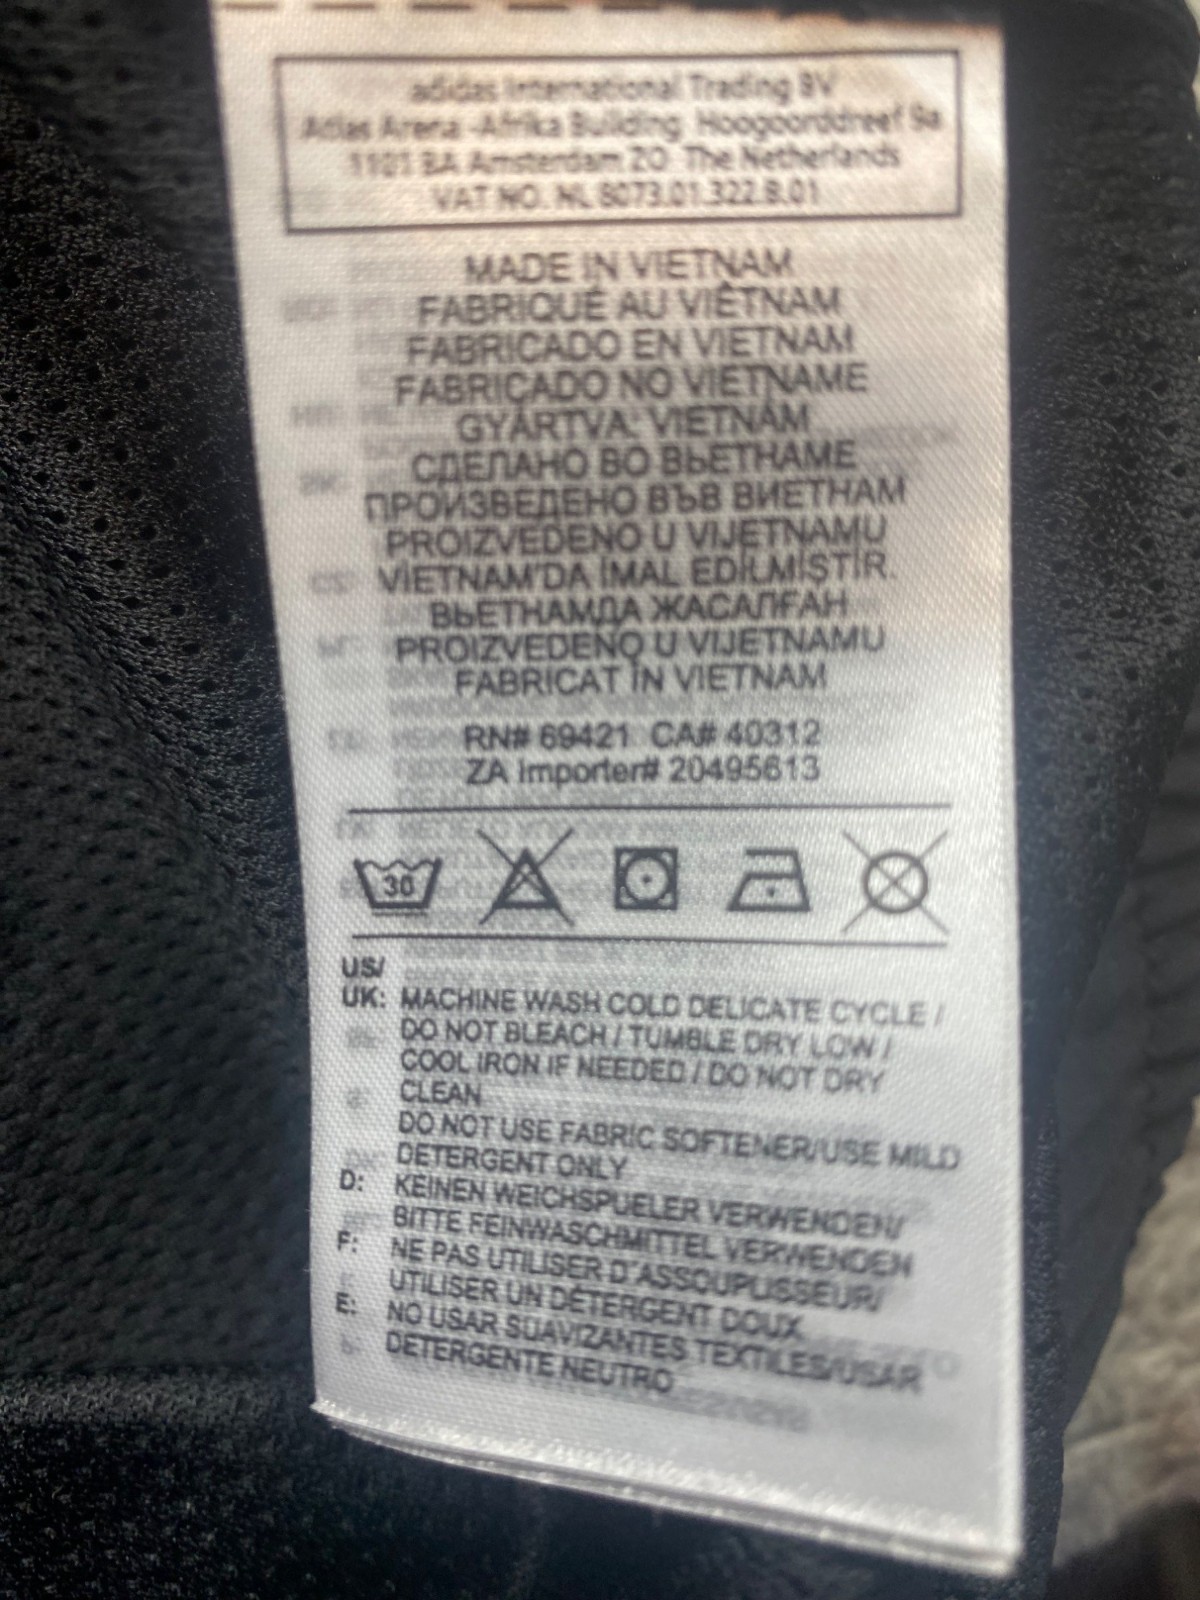 adidas International Trading BV
Atlas Arena -Afrika Building Hoogoorddreef 9a
1101 BA Amsterdam ZO The Netherlands
VAT NO. NL 8073.01.322.B.01
MADE IN VIETNAM
FABRIQUÉ AU VIÊTNAM
FABRICADO EN VIETNAM
FABRICADO NO VIETNAME
GYÁRTVA: VIETNÁM
СДЕЛАНО ВО ВЬЕТНАМЕ
ПРОИЗВЕДЕНО ВЪВ ВИЕТНАМ
PROIZVEDENO U VIJETNAMU
VİETNAM'DA İMAL EDİLMİŞTİR.
ВЬЕТНАМДА ЖАСАЛҒАН
PROIZVEDENO U VIJETNAMU
FABRICAT ÎN VIETNAM
RN# 69421 CA# 40312
ZA Importer# 20495613
30
US/
UK: MACHINE WASH COLD DELICATE CYCLE /
DO NOT BLEACH / TUMBLE DRY LOW /
COOL IRON IF NEEDED / DO NOT DRY
CLEAN
DO NOT USE FABRIC SOFTENER/USE MILD
DETERGENT ONLY
D: KEINEN WEICHSPUELER VERWENDEN/
BITTE FEINWASCHMITTEL VERWENDEN
F: NE PAS UTILISER D'ASSOUPLISSEUR/
UTILISER UN DÉTERGENT DOUX
E: NO USAR SUAVIZANTES TEXTILES/USAR
DETERGENTE NEUTRO